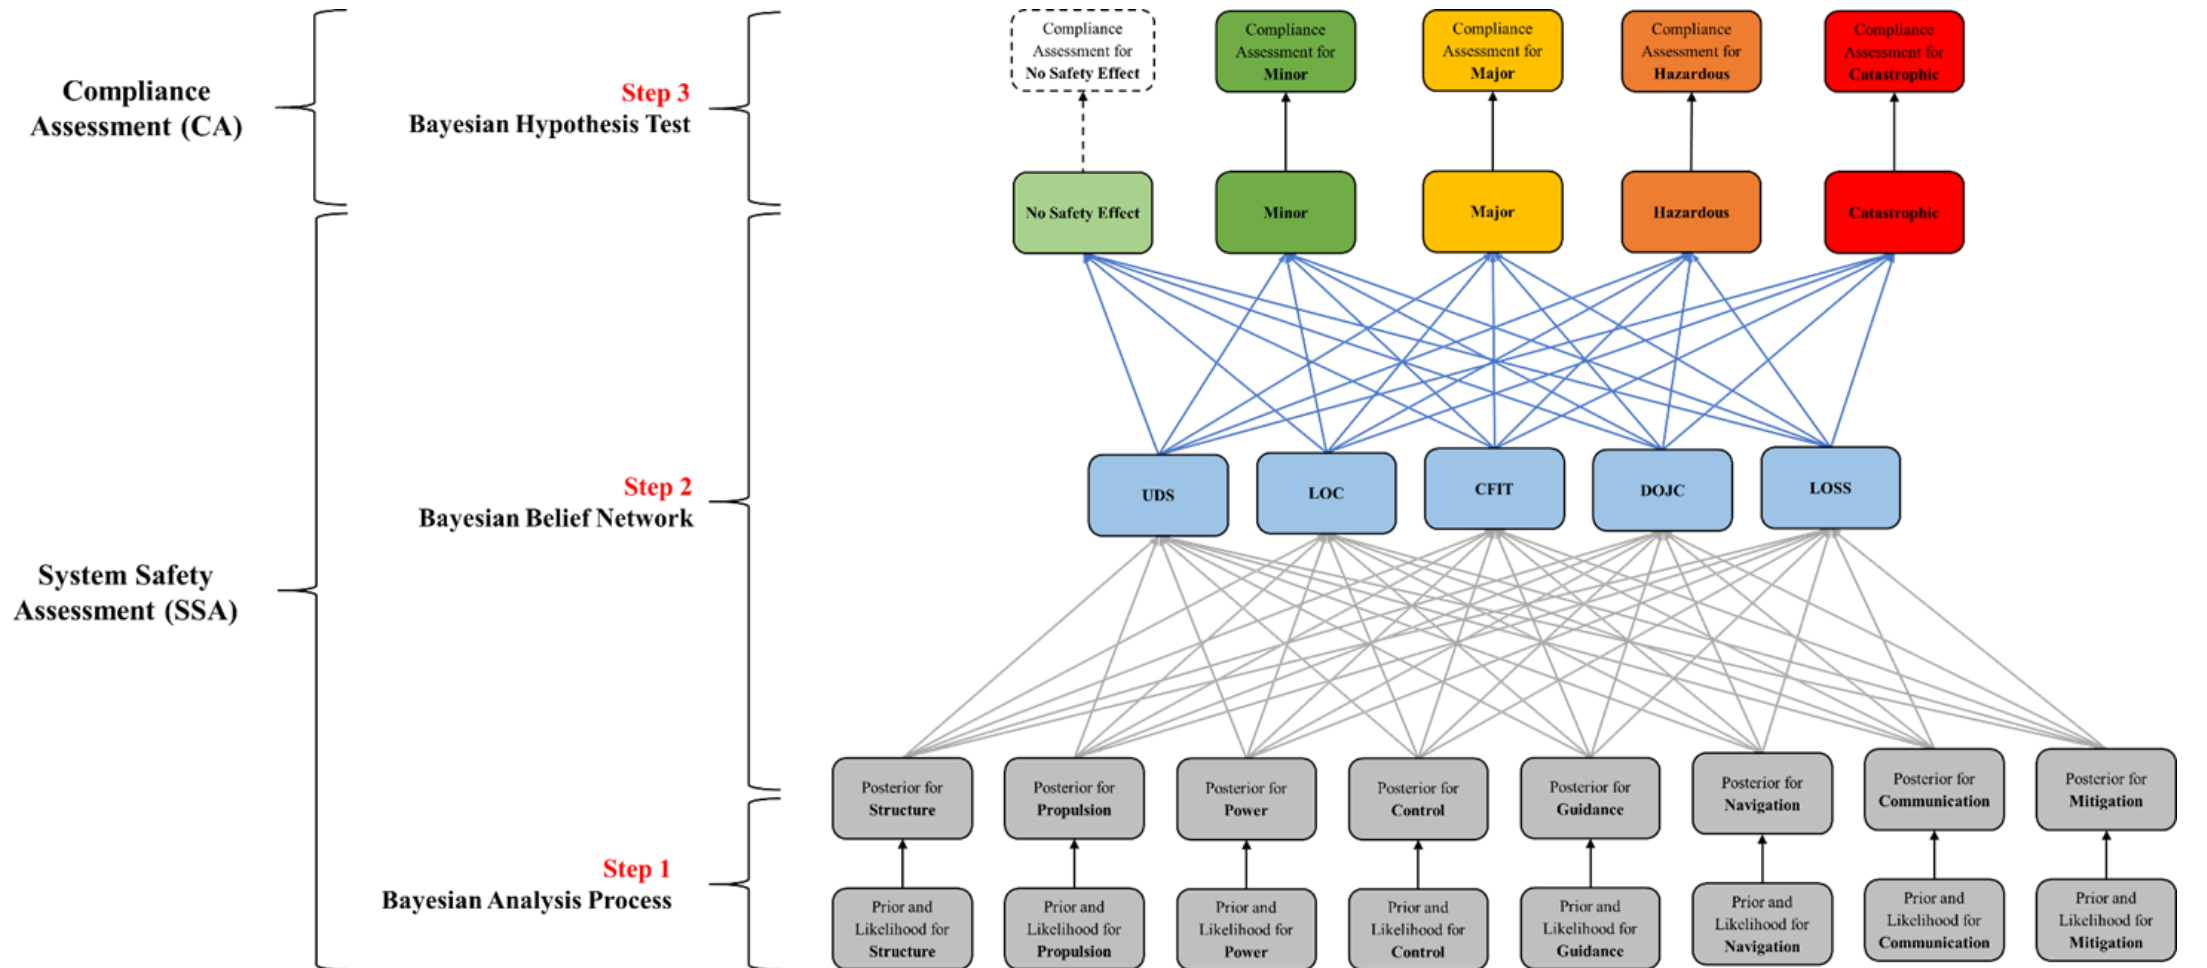 Compliance
Assessment (CA)
Step 3
Bayesian Hypothesis Test
Compliance
Assessment for
No Safety Effect
Compliance
Assessment for
Minor
Compliance
Assessment for
Major
Compliance
Assessment for
Hazardous
Compliance
Assessment for
Catastrophic
No Safety Effect
Minor
Major
Hazardous
Catastrophic
System Safety
Assessment (SSA)
Step 2
Bayesian Belief Network
UDS
LOC
CFIT
DOJC
LOSS
Step 1
Bayesian Analysis Process
Posterior for
Structure
Posterior for
Propulsion
Posterior for
Power
Posterior for
Control
Posterior for
Guidance
Posterior for
Navigation
Posterior for
Communication
Posterior for
Mitigation
Prior and
Likelihood for
Structure
Prior and
Likelihood for
Propulsion
Prior and
Likelihood for
Power
Prior and
Likelihood for
Control
Prior and
Likelihood for
Guidance
Prior and
Likelihood for
Navigation
Prior and
Likelihood for
Communication
Prior and
Likelihood for
Mitigation